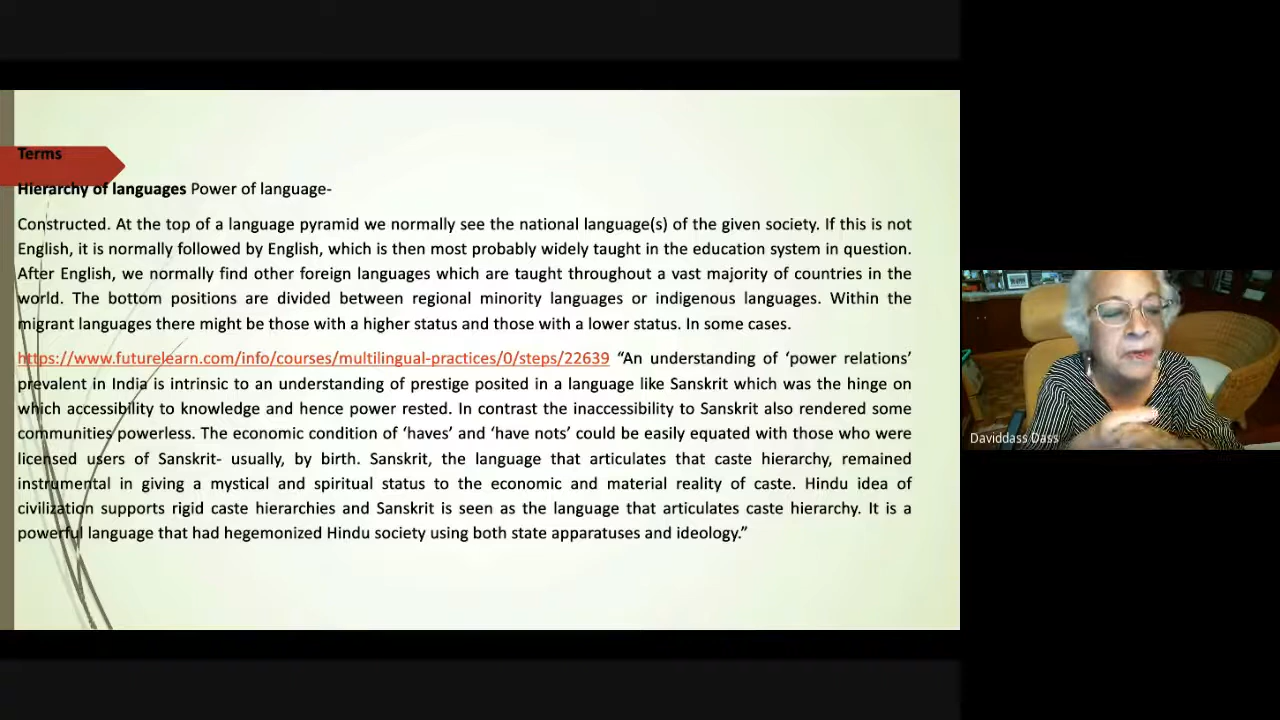 Terms
Hierarchy of languages Power of language-
Constructed. At the top of a language pyramid we normally see the national language(s) of the given society. If this is not
English, it is normally followed by English, which is then most probably widely taught in the education system in question.
After English, we normally find other foreign languages which are taught throughout a vast majority of countries in the
world. The bottom positions are divided between regional minority languages or indigenous languages. Within the
migrant languages there might be those with a higher status and those with a lower status. In some cases.
https://www.futurelearn.com/info/courses/multilingual-practices/0/steps/22639 “An understanding of ‘power relations’
prevalent in India is intrinsic to an understanding of prestige posited in a language like Sanskrit which was the hinge on
which accessibility to knowledge and hence power rested. In contrast the inaccessibility to Sanskrit also rendered some
communities powerless. The economic condition of ‘haves’ and ‘have nots’ could be easily equated with those who were
licensed users of Sanskrit- usually, by birth. Sanskrit, the language that articulates that caste hierarchy, remained
instrumental in giving a mystical and spiritual status to the economic and material reality of caste. Hindu idea of
civilization supports rigid caste hierarchies and Sanskrit is seen as the language that articulates caste hierarchy. It is a
powerful language that had hegemonized Hindu society using both state apparatuses and ideology.”
Daviddass Dass